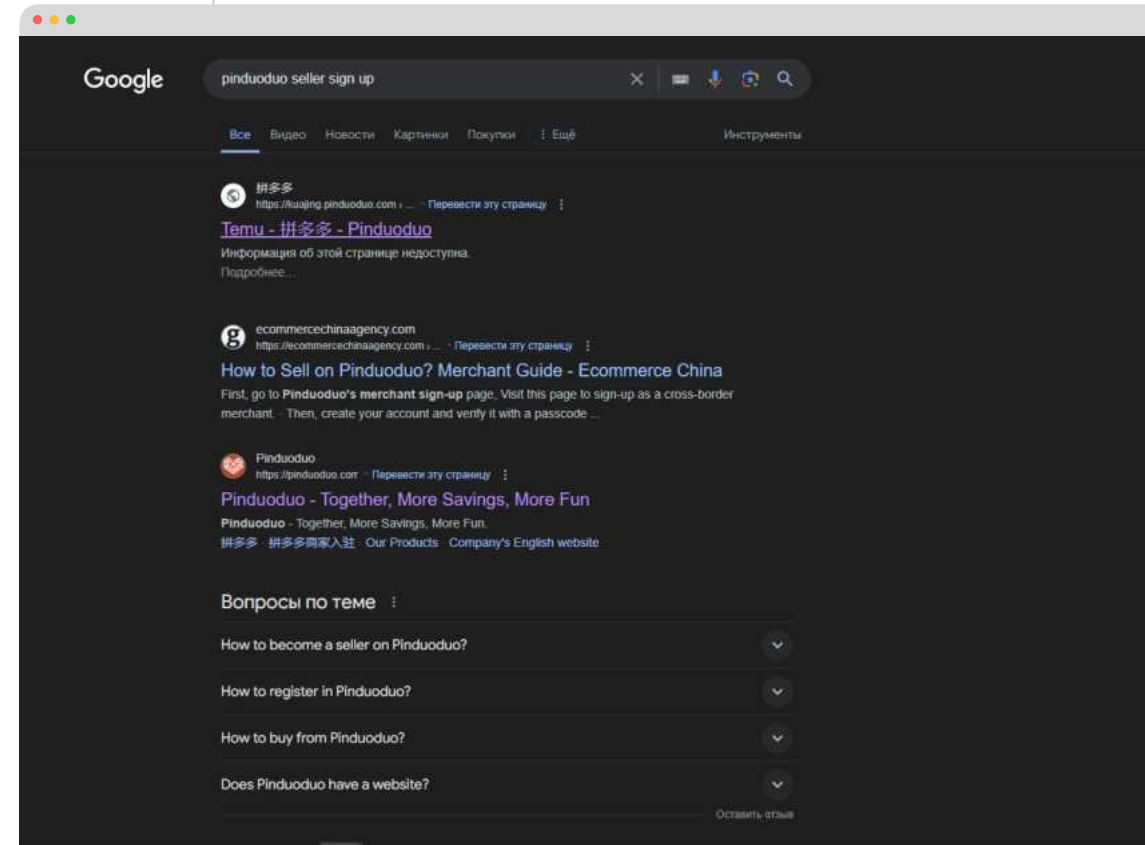 Google
pinduoduo seller sign up
Все Видео Новости Картинки Покупки Ещё Инструменты
拼多多
https://kuajing.pinduoduo.com › ... · Перевести эту страницу
Temu - 拼多多 - Pinduoduo
Информация об этой странице недоступна.
Подробнее...
ecommercechinaagency.com
https://ecommercechinaagency.com › ... · Перевести эту страницу
How to Sell on Pinduoduo? Merchant Guide - Ecommerce China
First, go to Pinduoduo's merchant sign-up page, Visit this page to sign-up as a cross-border
merchant. · Then, create your account and verify it with a passcode ...
Pinduoduo
https://pinduoduo.com · Перевести эту страницу
Pinduoduo - Together, More Savings, More Fun
Pinduoduo - Together, More Savings, More Fun.
拼多多 · 拼多多商家入驻 · Our Products · Company's English website
Вопросы по теме
How to become a seller on Pinduoduo?
How to register in Pinduoduo?
How to buy from Pinduoduo?
Does Pinduoduo have a website?
Оставить отзыв